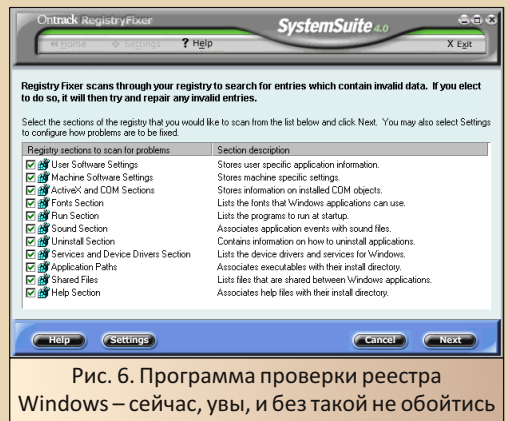 Ontrack RegistryFixer
SystemSuite 4.0
Home Settings ? Help X Exit
Registry Fixer scans through your registry to search for entries which contain invalid data. If you elect
to do so, it will then try and repair any invalid entries.
Select the sections of the registry that you would like to scan from the list below and click Next. You may also select Settings
to configure how problems are to be fixed.
Registry sections to scan for problems Section description
User Software Settings Stores user specific application information.
Machine Software Settings Stores machine specific settings.
ActiveX and COM Sections Stores information on installed COM objects.
Fonts Section Lists the fonts that Windows applications can use.
Run Section Lists the programs to run at startup.
Sound Section Associates application events with sound files.
Uninstall Section Contains information on how to uninstall applications.
Services and Device Drivers Section Lists the device drivers and services for Windows.
Application Paths Associates executables with their install directory.
Shared Files Lists files that are shared between Windows applications.
Help Section Associates help files with their install directory.
Help Settings Cancel Next
Рис. 6. Программа проверки реестра
Windows – сейчас, увы, и без такой не обойтись